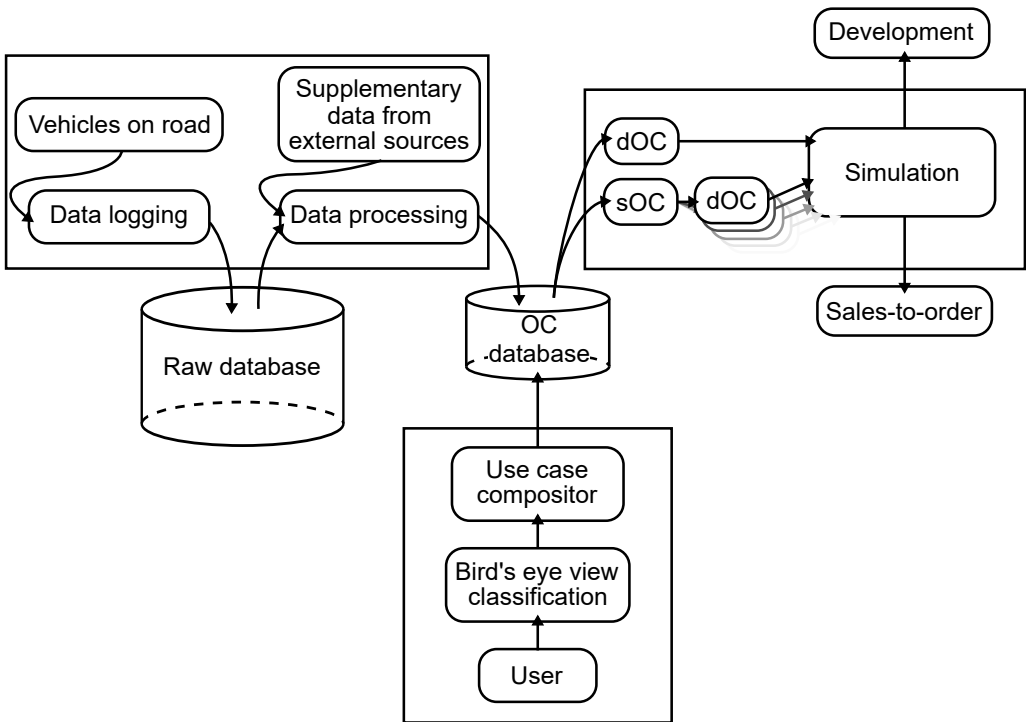 Development
Vehicles on road
Supplementary
data from
external sources
Data logging
Data processing
dOC
sOC
dOC
Simulation
Sales-to-order
Raw database
OC
database
Use case
compositor
Bird's eye view
classification
User